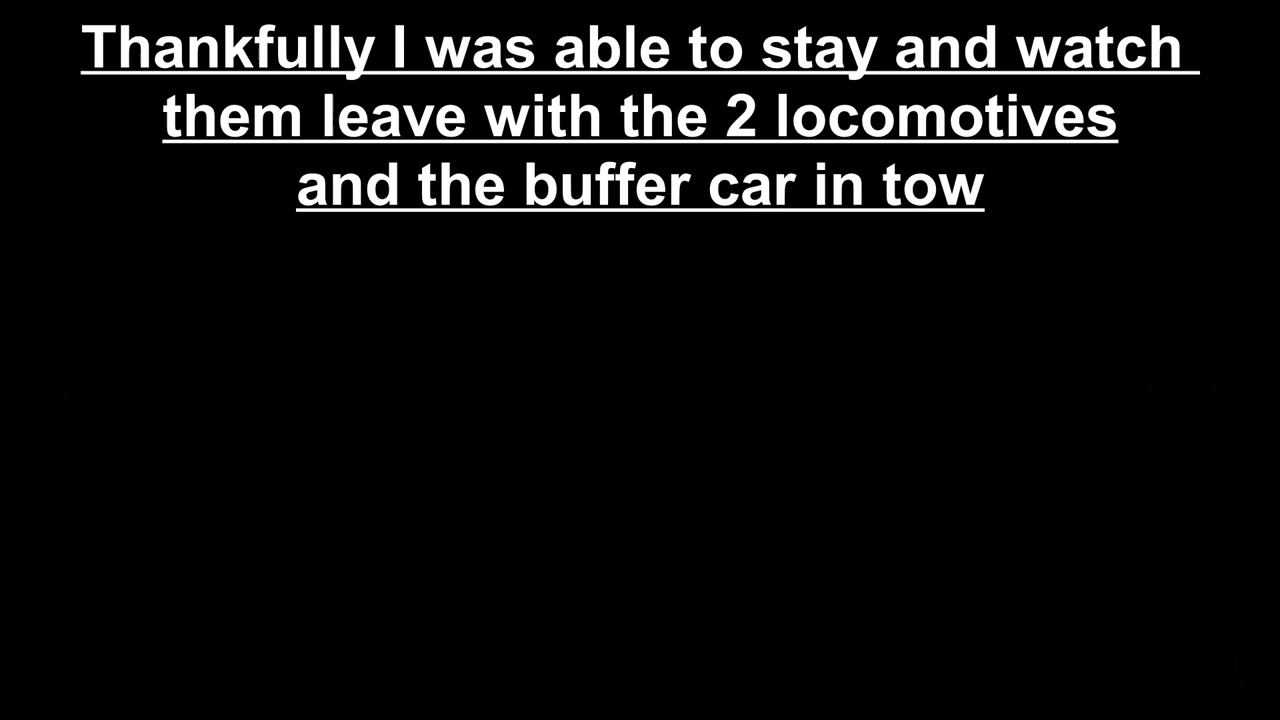 Thankfully I was able to stay and watch
them leave with the 2 locomotives
and the buffer car in tow